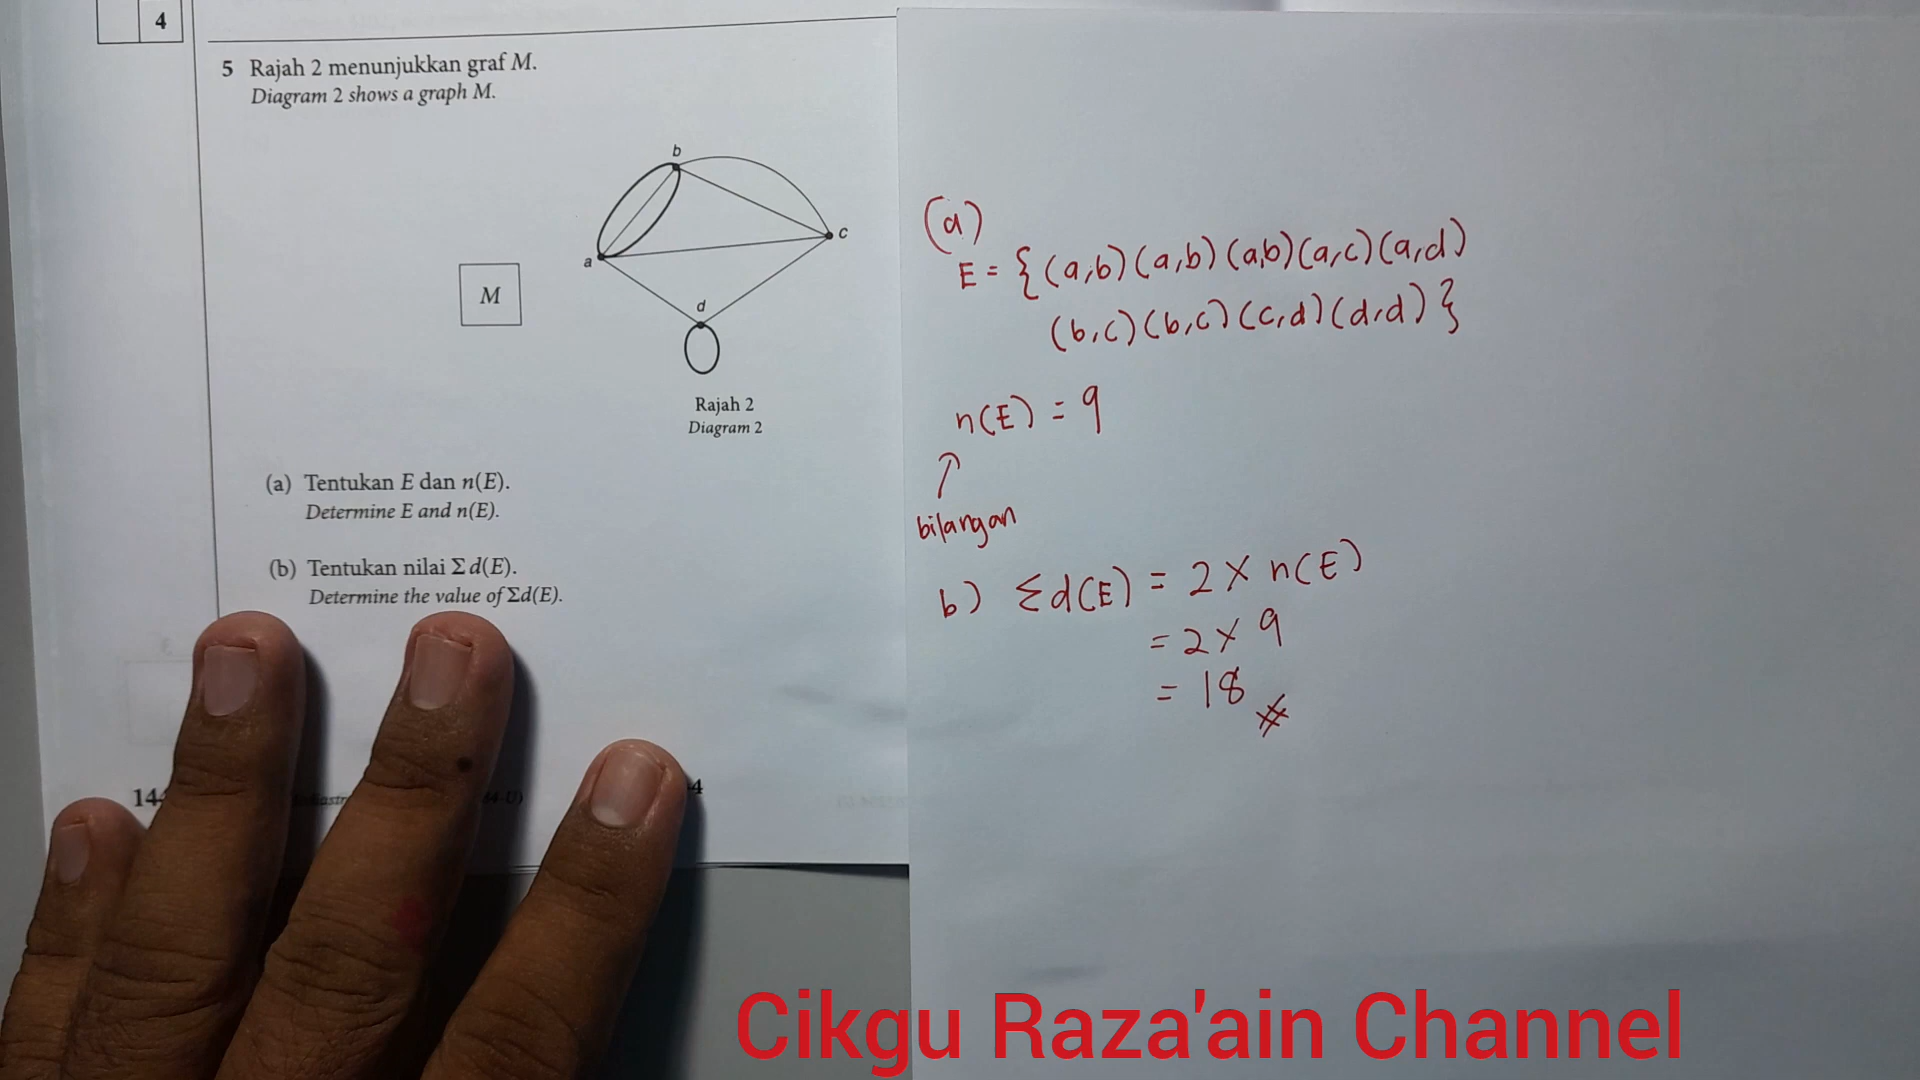 4
5 Rajah 2 menunjukkan graf M.
Diagram 2 shows a graph M.
b
c
a
d
M
Rajah 2
Diagram 2
(a) Tentukan E dan n(E).
Determine E and n(E).
(b) Tentukan nilai Σ d(E).
Determine the value of Σd(E).
(a)
E = {(a,b)(a,b)(a,b)(a,c)(a,d)
(b,c)(b,c)(c,d)(d,d)}
n(E) = 9
↑
bilangan
b) Σd(E) = 2 × n(E)
= 2 × 9
= 18 #
Cikgu Raza'ain Channel